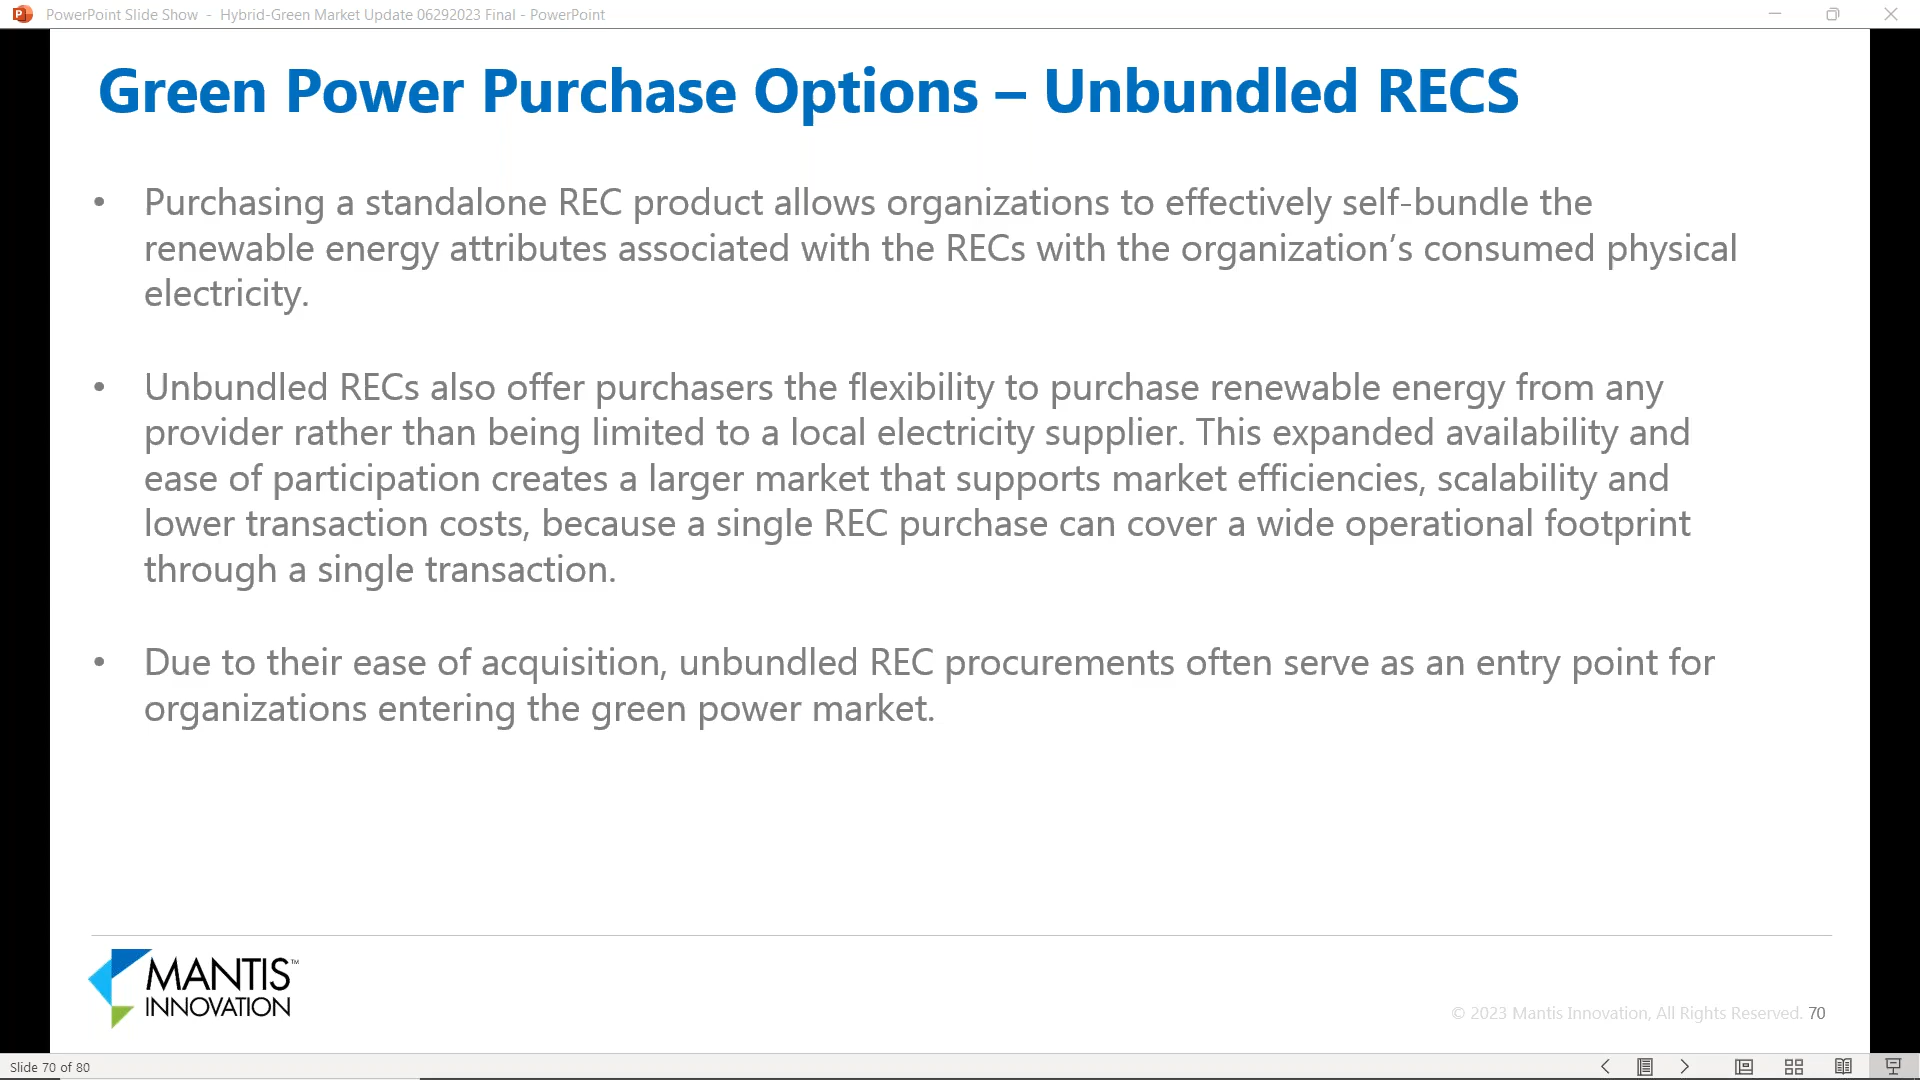 PowerPoint Slide Show - Hybrid-Green Market Update 06292023 Final - PowerPoint
Green Power Purchase Options – Unbundled RECS
• Purchasing a standalone REC product allows organizations to effectively self-bundle the
renewable energy attributes associated with the RECs with the organization’s consumed physical
electricity.
• Unbundled RECs also offer purchasers the flexibility to purchase renewable energy from any
provider rather than being limited to a local electricity supplier. This expanded availability and
ease of participation creates a larger market that supports market efficiencies, scalability and
lower transaction costs, because a single REC purchase can cover a wide operational footprint
through a single transaction.
• Due to their ease of acquisition, unbundled REC procurements often serve as an entry point for
organizations entering the green power market.
MANTIS™
INNOVATION
© 2023 Mantis Innovation, All Rights Reserved. 70
Slide 70 of 80